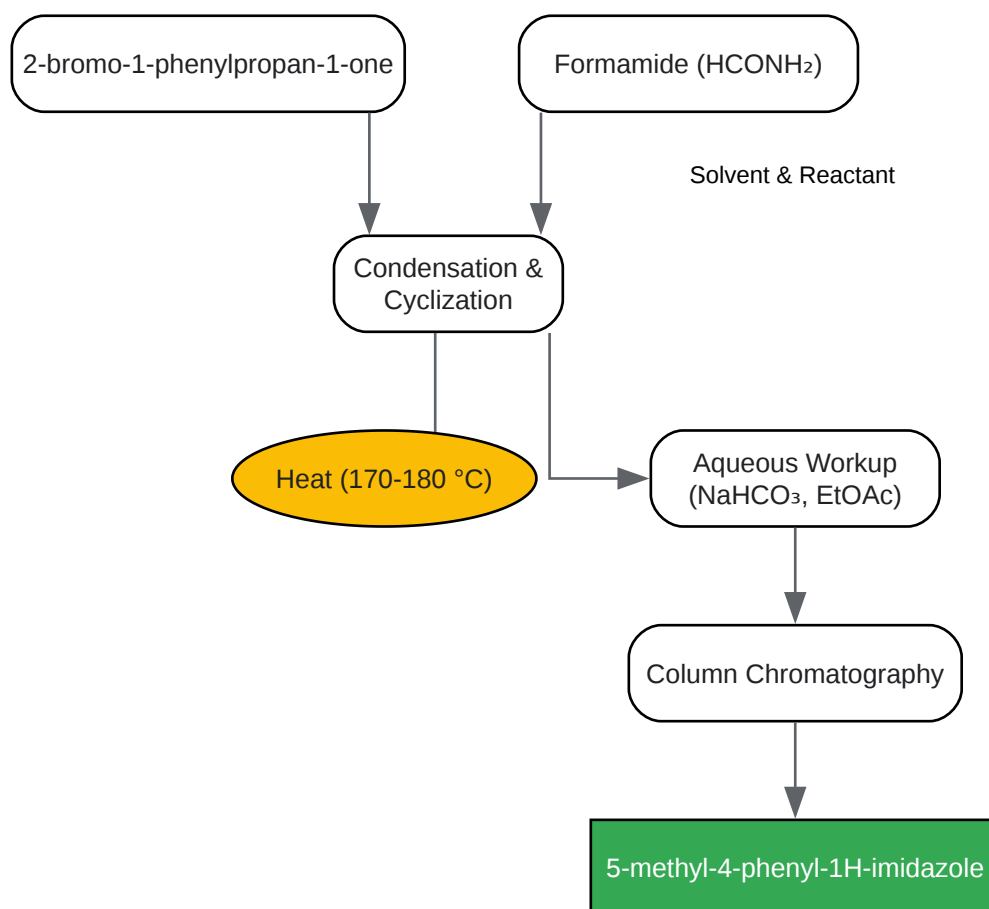 2-bromo-1-phenylpropan-1-one
Formamide (HCONH₂)
Solvent & Reactant
Condensation &
Cyclization
Heat (170-180 °C)
Aqueous Workup
(NaHCO₃, EtOAc)
Column Chromatography
5-methyl-4-phenyl-1H-imidazole